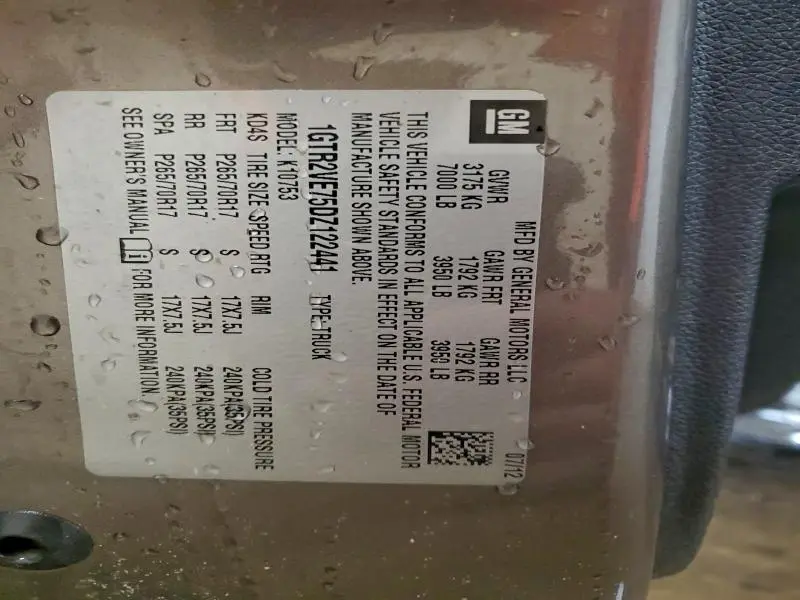 GM
MFD BY GENERAL MOTORS LLC 07/12
GVWR GAWR FRT GAWR RR
3175 KG 1792 KG 1792 KG
7000 LB 3950 LB 3950 LB
THIS VEHICLE CONFORMS TO ALL APPLICABLE U.S. FEDERAL MOTOR
VEHICLE SAFETY STANDARDS IN EFFECT ON THE DATE OF
MANUFACTURE SHOWN ABOVE.
1GTR2VE75DZ122441 TYPE:TRUCK
MODEL: K10753
K34S TIRE SIZE SPEED RTG RIM COLD TIRE PRESSURE
FRT P265/70R17 S 17X7.5J 240KPA(35PSI)
RR P265/70R17 S 17X7.5J 240KPA(35PSI)
SPA P265/70R17 S 17X7.5J 240KPA(35PSI)
SEE OWNER'S MANUAL FOR MORE INFORMATION.